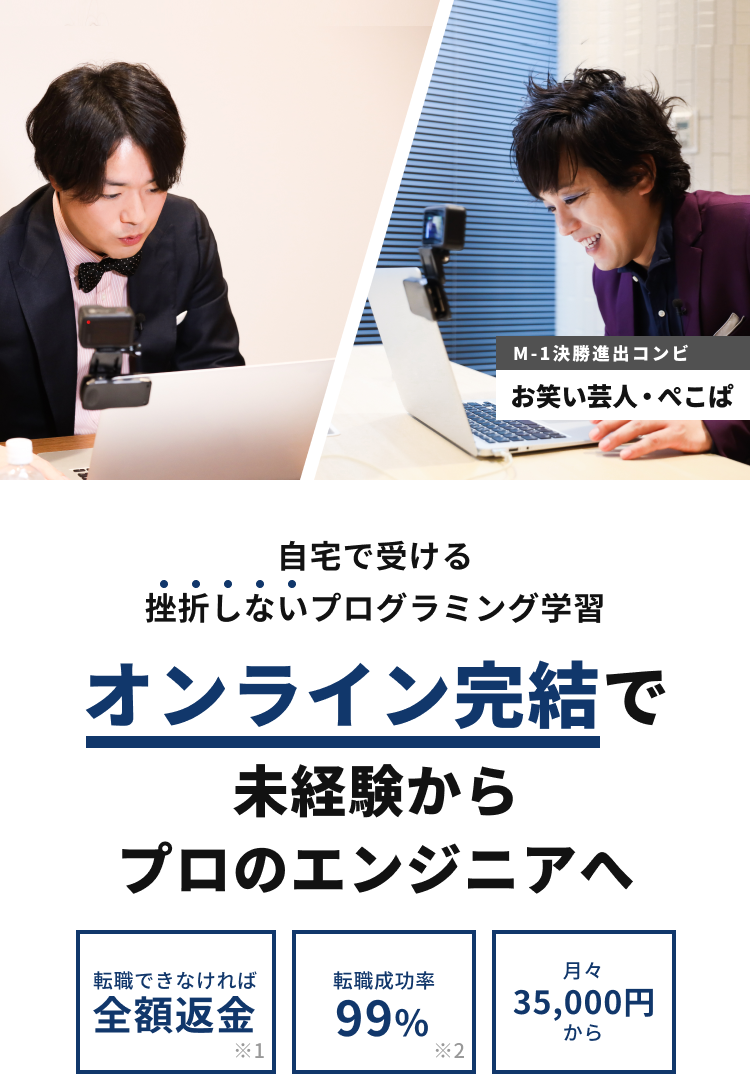 M-1決勝進出コンビ
お笑い芸人・ぺこぱ
自宅で受ける
挫折しないプログラミング学習
オンライン完結で
未経験から
プロのエンジニアへ
転職できなければ
全額返金
※1
転職成功率
99%
※2
月々
35,000円
から